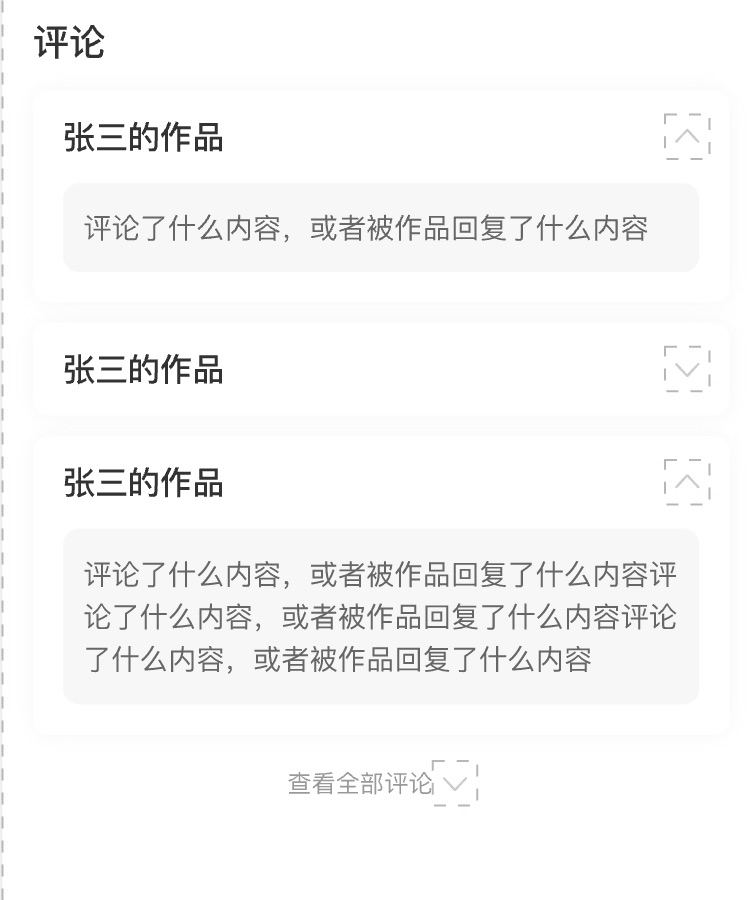 评论
张三的作品
评论了什么内容，或者被作品回复了什么内容
张三的作品
张三的作品
评论了什么内容，或者被作品回复了什么内容评
论了什么内容，或者被作品回复了什么内容评论
了什么内容，或者被作品回复了什么内容
查看全部评论